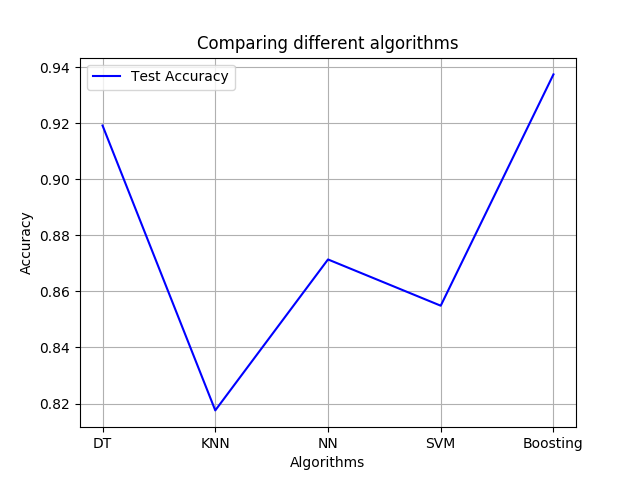 Comparing different algorithms
Test Accuracy
0.94
0.92
0.90
0.88
0.86
0.84
0.82
Accuracy
DT KNN NN SVM Boosting
Algorithms